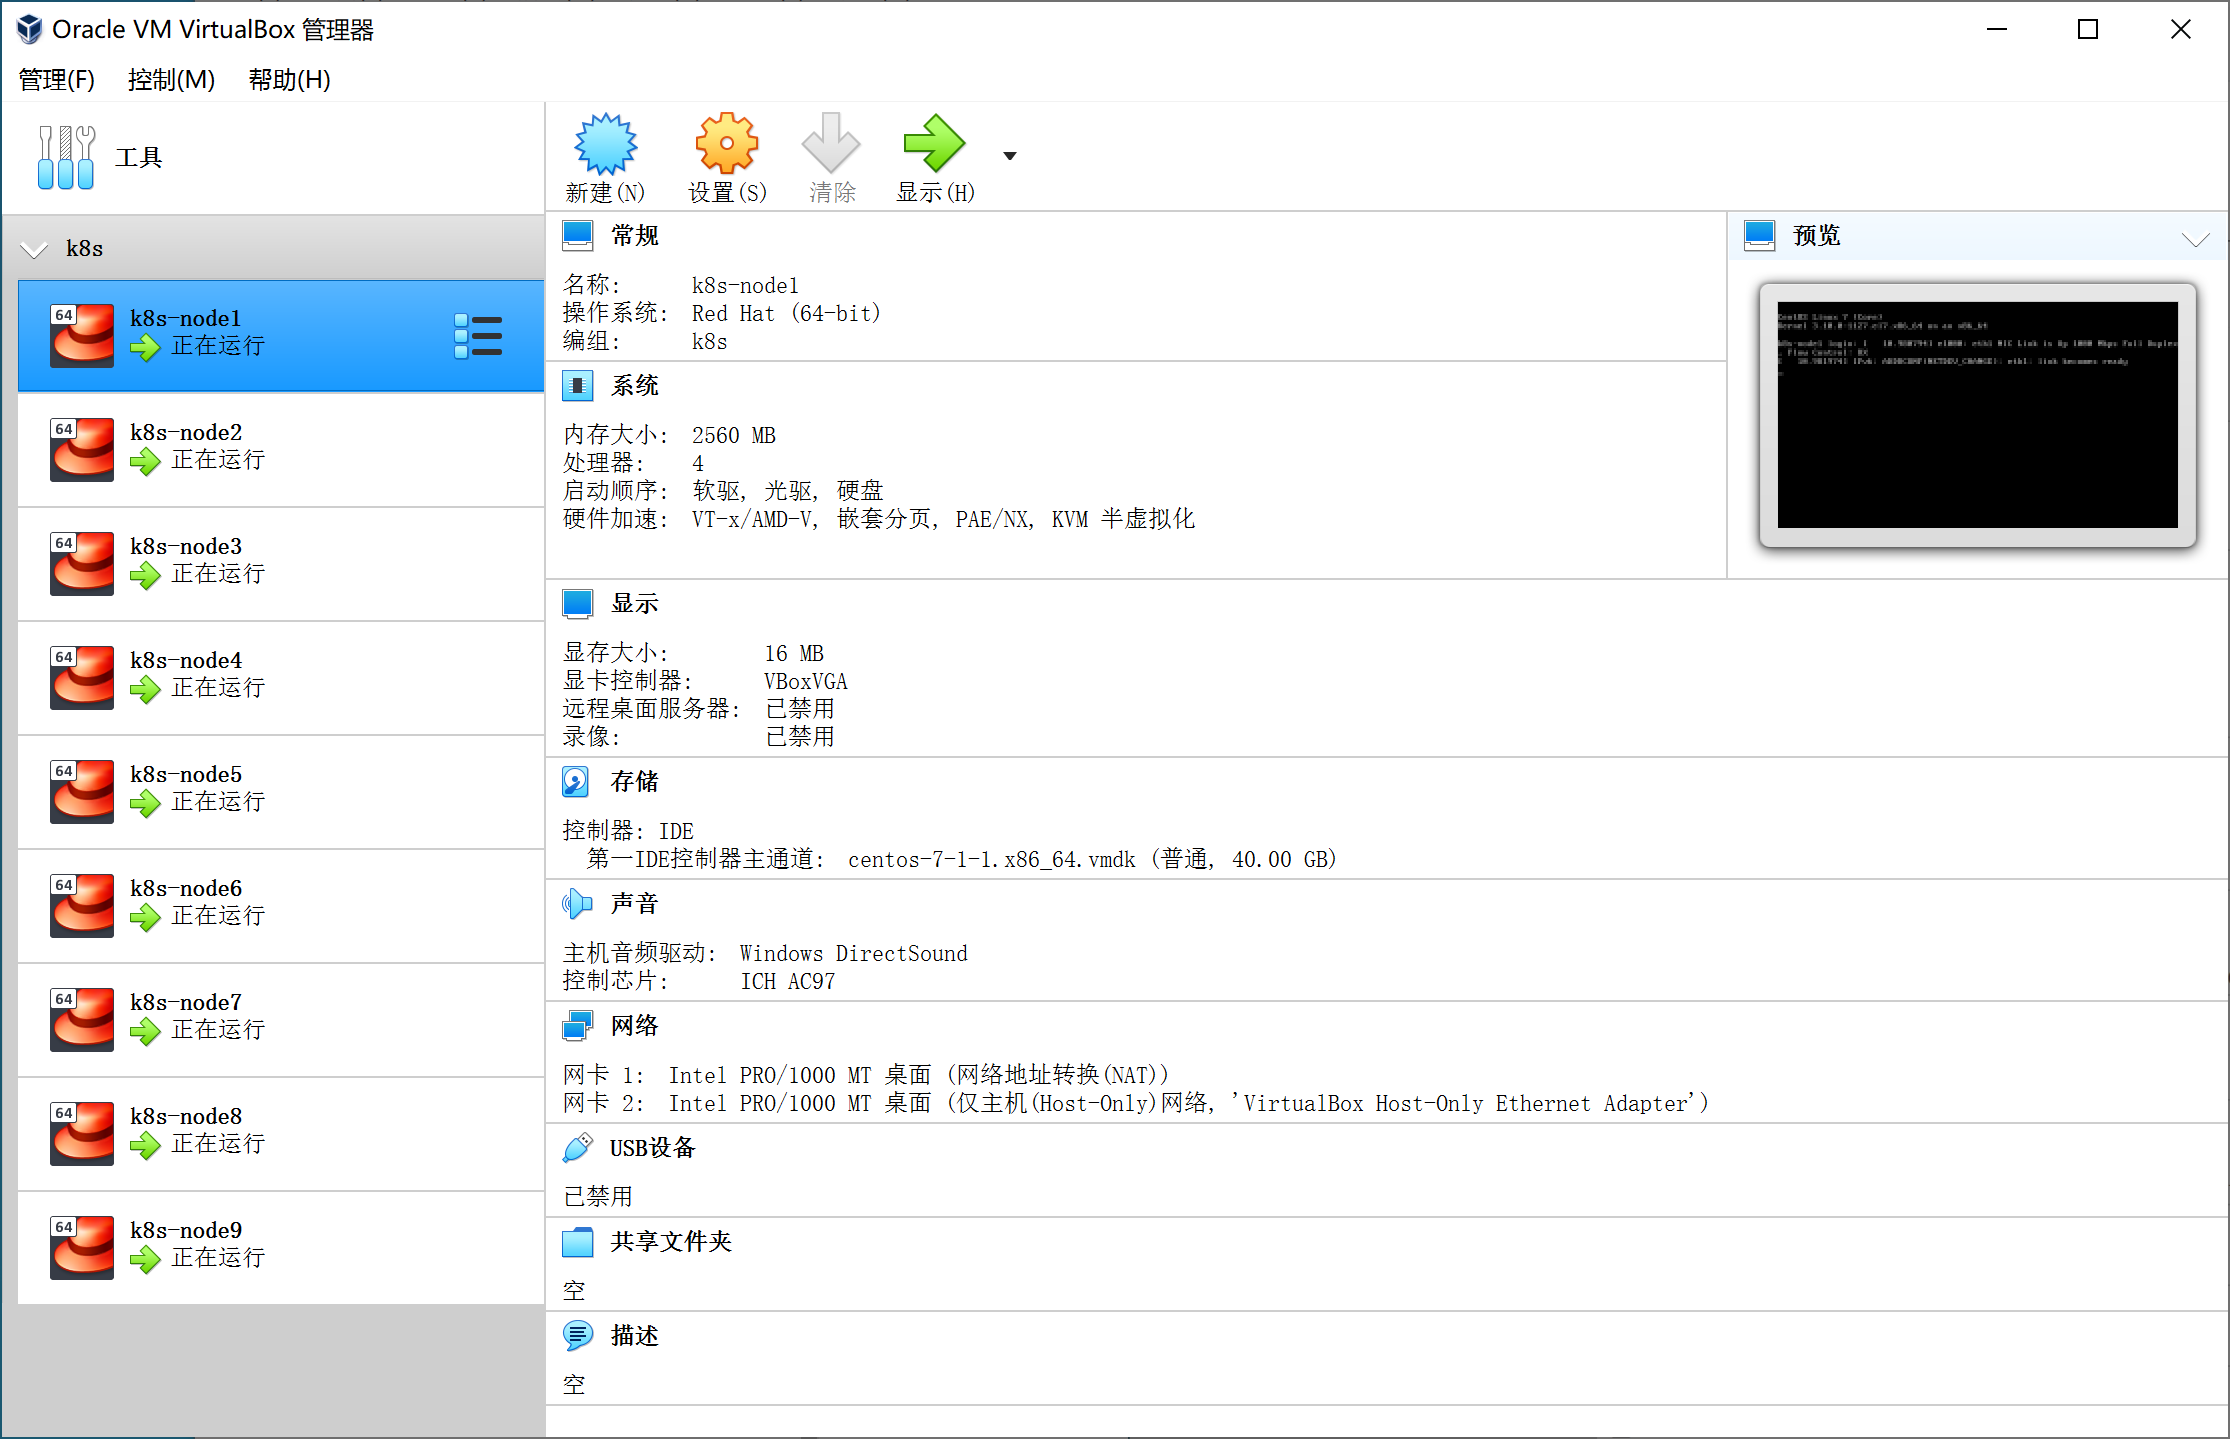 Oracle VM VirtualBox 管理器
管理(F) 控制(M) 帮助(H)
工具
新建(N) 设置(S) 清除 显示(H)
k8s
64 k8s-node1
正在运行
64 k8s-node2
正在运行
64 k8s-node3
正在运行
64 k8s-node4
正在运行
64 k8s-node5
正在运行
64 k8s-node6
正在运行
64 k8s-node7
正在运行
64 k8s-node8
正在运行
64 k8s-node9
正在运行
常规
名称: k8s-node1
操作系统: Red Hat (64-bit)
编组: k8s
系统
内存大小: 2560 MB
处理器: 4
启动顺序: 软驱, 光驱, 硬盘
硬件加速: VT-x/AMD-V, 嵌套分页, PAE/NX, KVM 半虚拟化
预览
显示
显存大小: 16 MB
显卡控制器: VBoxVGA
远程桌面服务器: 已禁用
录像: 已禁用
存储
控制器: IDE
第一IDE控制器主通道: centos-7-1-1.x86_64.vmdk (普通, 40.00 GB)
声音
主机音频驱动: Windows DirectSound
控制芯片: ICH AC97
网络
网卡 1: Intel PRO/1000 MT 桌面 (网络地址转换(NAT))
网卡 2: Intel PRO/1000 MT 桌面 (仅主机(Host-Only)网络, 'VirtualBox Host-Only Ethernet Adapter')
USB设备
已禁用
共享文件夹
空
描述
空